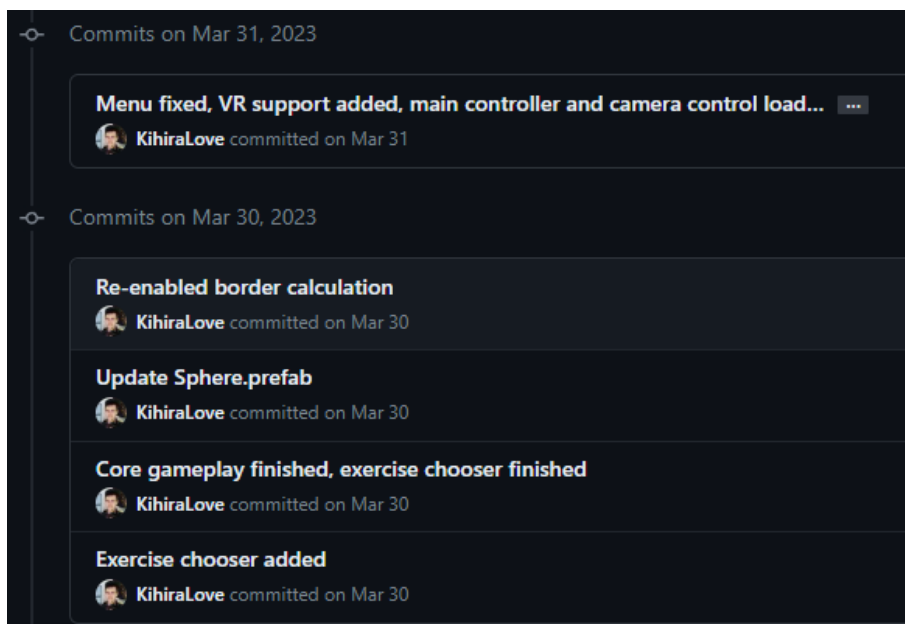 Commits on Mar 31, 2023
Menu fixed, VR support added, main controller and camera control load... ...
KihiraLove committed on Mar 31
Commits on Mar 30, 2023
Re-enabled border calculation
KihiraLove committed on Mar 30
Update Sphere.prefab
KihiraLove committed on Mar 30
Core gameplay finished, exercise chooser finished
KihiraLove committed on Mar 30
Exercise chooser added
KihiraLove committed on Mar 30